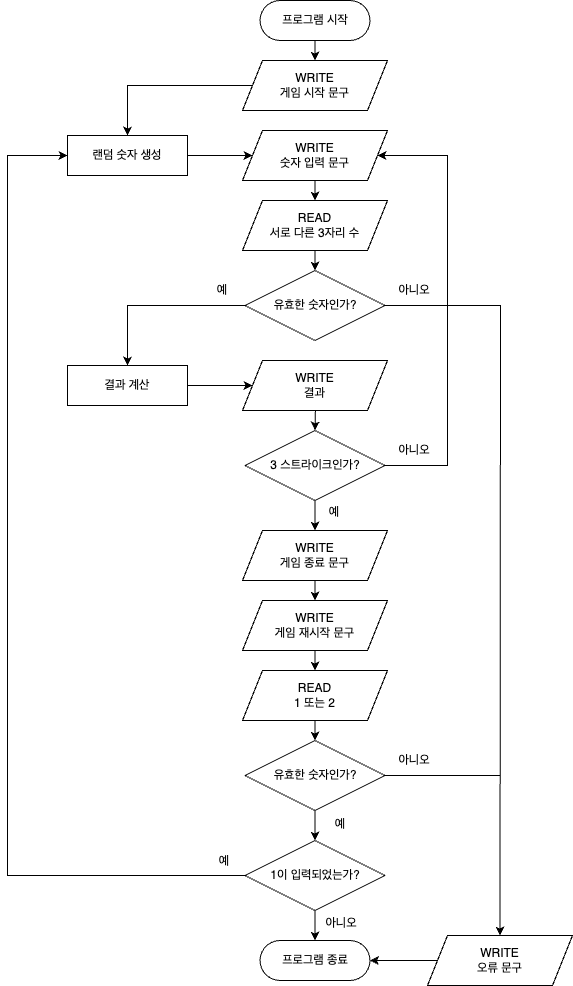 프로그램 시작
WRITE
게임 시작 문구
랜덤 숫자 생성
WRITE
숫자 입력 문구
READ
서로 다른 3자리 수
예
유효한 숫자인가?
아니오
결과 계산
WRITE
결과
3 스트라이크인가?
아니오
예
WRITE
게임 종료 문구
WRITE
게임 재시작 문구
READ
1 또는 2
유효한 숫자인가?
아니오
예
예
1이 입력되었는가?
아니오
프로그램 종료
WRITE
오류 문구